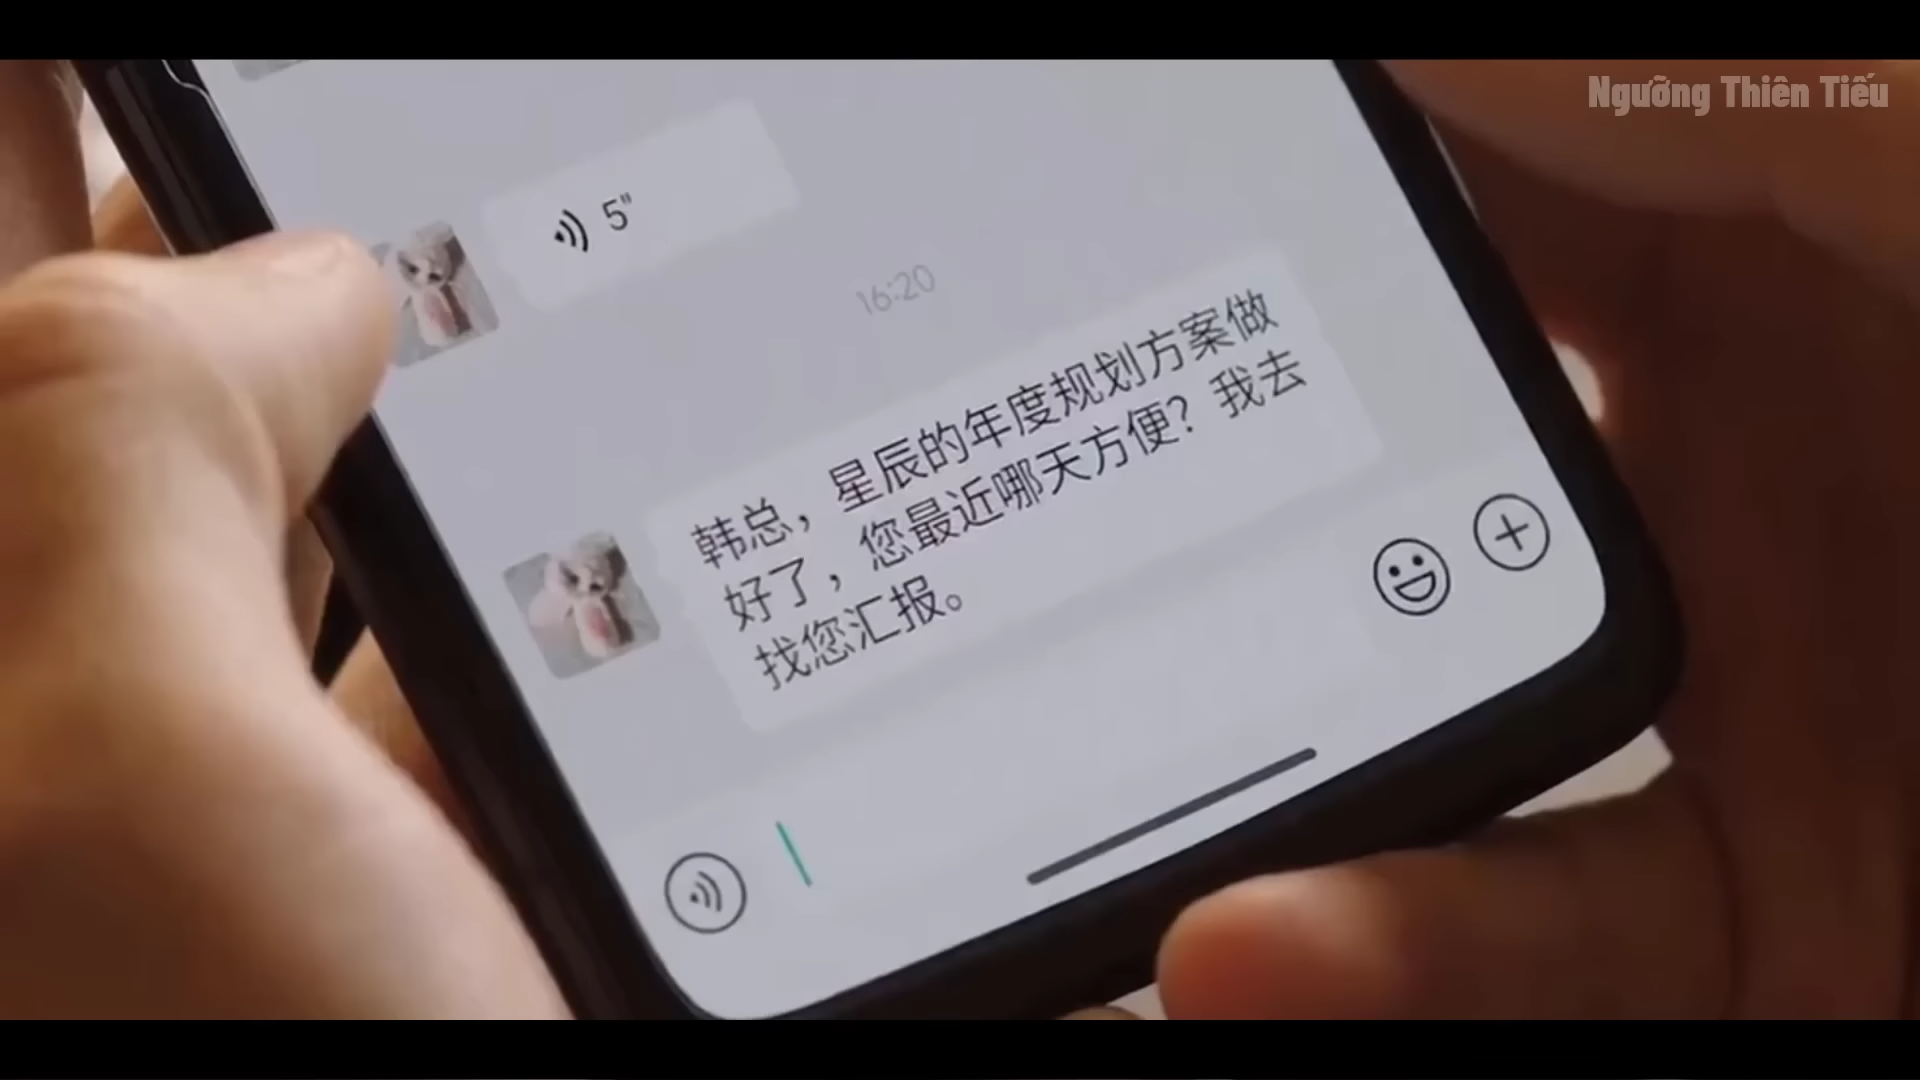 Ngưỡng Thiên Tiếu
5"
16:20
韩总，星辰的年度规划方案做
好了，您最近哪天方便？我去
找您汇报。